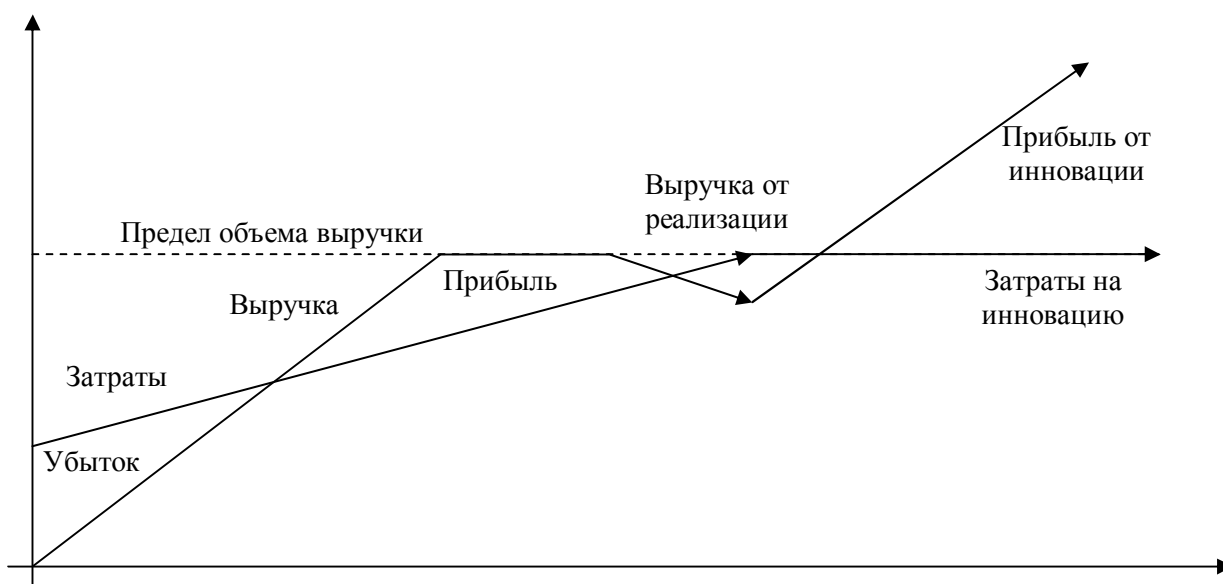 Прибыль от
инновации
Выручка от
реализации
Предел объема выручки
Прибыль
Затраты на
инновацию
Выручка
Затраты
Убыток